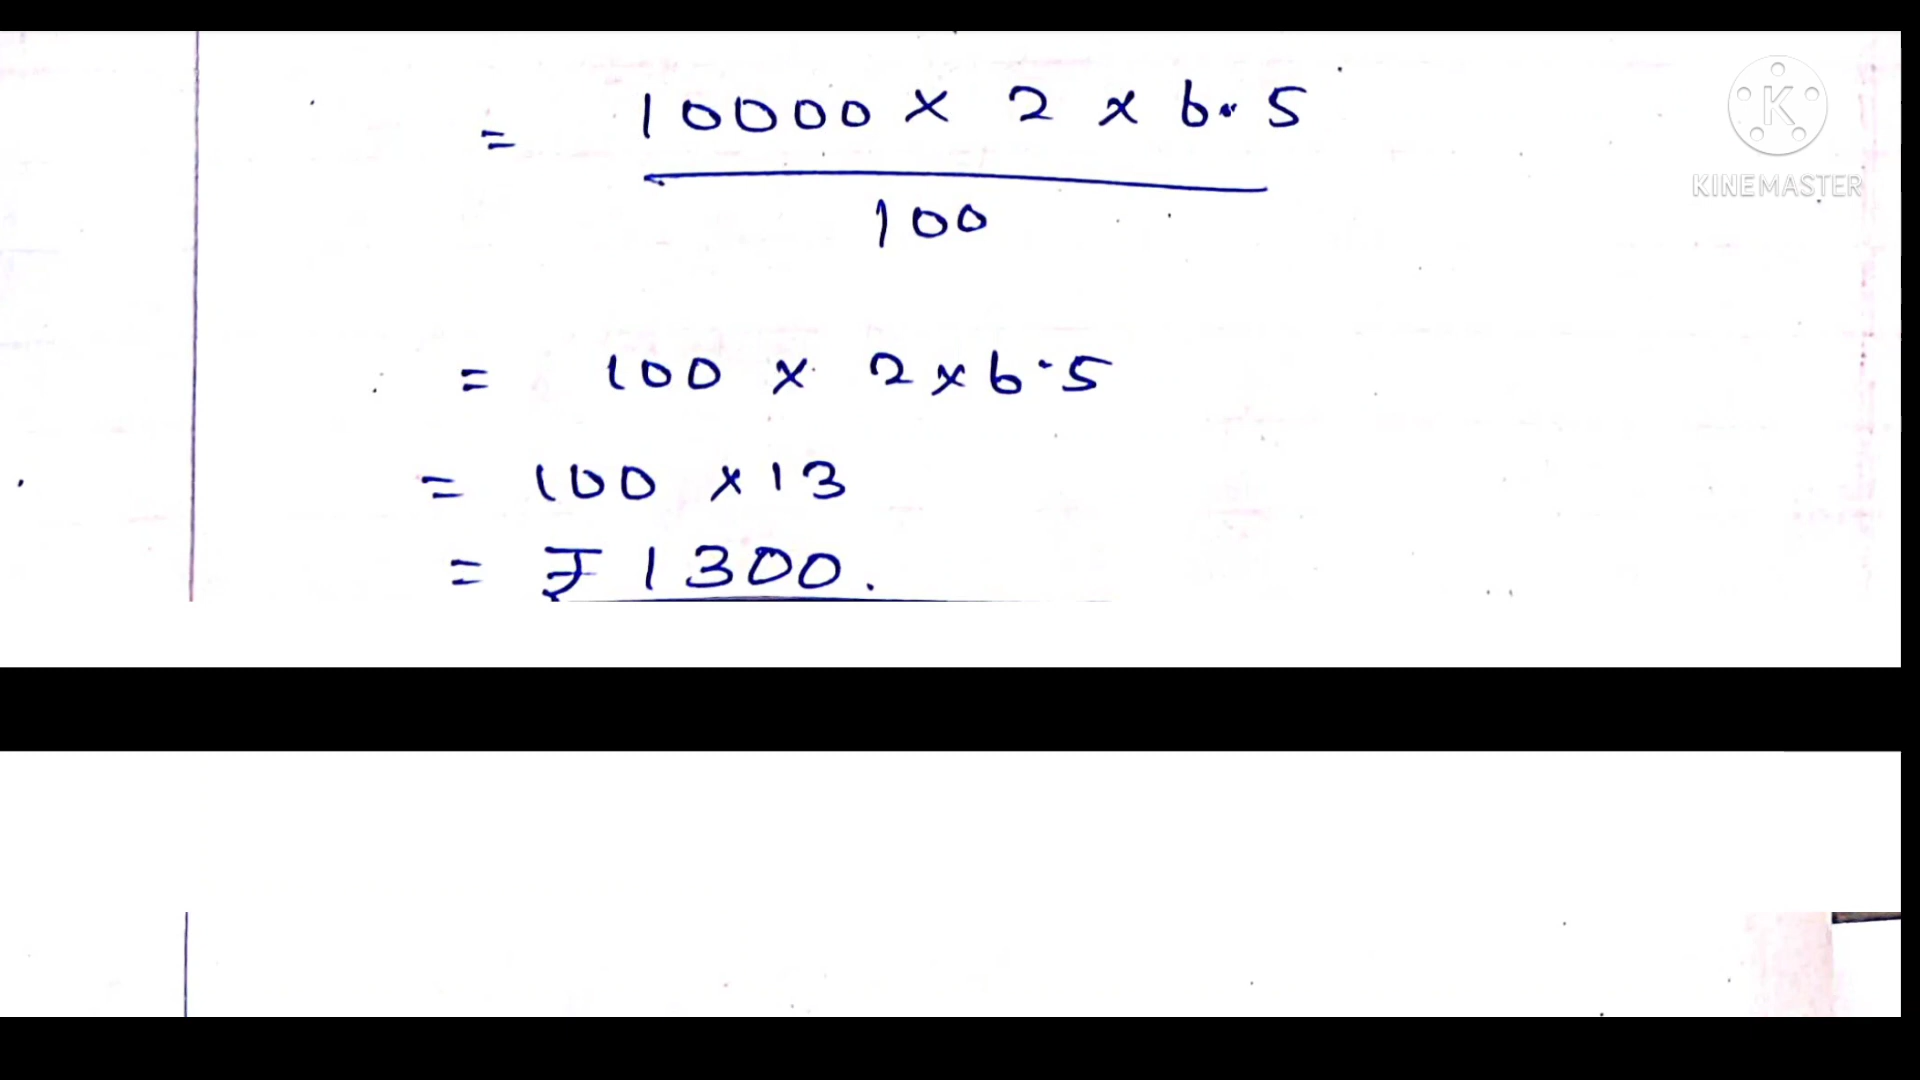 = 10000 × 2 × 6.5
100
= 100 × 2 × 6.5
= 100 × 13
= ₹ 1300.
K
KINEMASTER